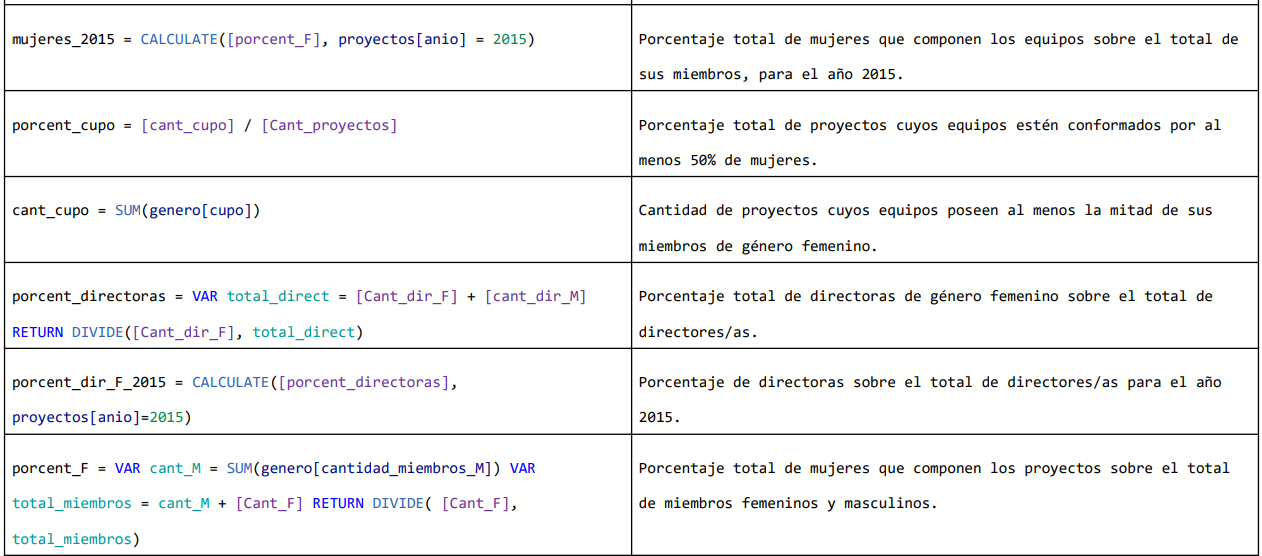 mujeres_2015 = CALCULATE([porcent_F], proyectos[anio] = 2015)
Porcentaje total de mujeres que componen los equipos sobre el total de
sus miembros, para el año 2015.
porcent_cupo = [cant_cupo] / [Cant_proyectos]
Porcentaje total de proyectos cuyos equipos estén conformados por al
menos 50% de mujeres.
cant_cupo = SUM(genero[cupo])
Cantidad de proyectos cuyos equipos poseen al menos la mitad de sus
miembros de género femenino.
porcent_directoras = VAR total_direct = [Cant_dir_F] + [cant_dir_M]
RETURN DIVIDE([Cant_dir_F], total_direct)
Porcentaje total de directoras de género femenino sobre el total de
directores/as.
porcent_dir_F_2015 = CALCULATE([porcent_directoras],
proyectos[anio]=2015)
Porcentaje de directoras sobre el total de directores/as para el año
2015.
porcent_F = VAR cant_M = SUM(genero[cantidad_miembros_M]) VAR
total_miembros = cant_M + [Cant_F] RETURN DIVIDE( [Cant_F],
total_miembros)
Porcentaje total de mujeres que componen los proyectos sobre el total
de miembros femeninos y masculinos.